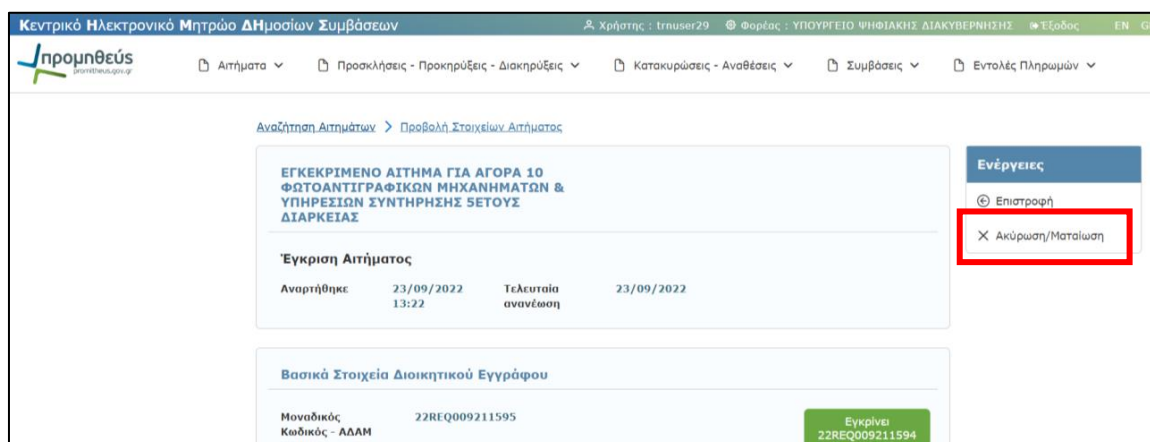 Κεντρικό Ηλεκτρονικό Μητρώο ΔΗμοσίων Συμβάσεων
Χρήστης : trnuser29 Φορέας : ΥΠΟΥΡΓΕΙΟ ΨΗΦΙΑΚΗΣ ΔΙΑΚΥΒΕΡΝΗΣΗΣ Έξοδος EN G
προμηθεύς
promitheus.gov.gr
Αιτήματα Προσκλήσεις - Προκηρύξεις - Διακηρύξεις Κατακυρώσεις - Αναθέσεις Συμβάσεις Εντολές Πληρωμών
Αναζήτηση Αιτημάτων Προβολή Στοιχείων Αιτήματος
ΕΓΚΕΚΡΙΜΕΝΟ ΑΙΤΗΜΑ ΓΙΑ ΑΓΟΡΑ 10
ΦΩΤΟΑΝΤΙΓΡΑΦΙΚΩΝ ΜΗΧΑΝΗΜΑΤΩΝ &
ΥΠΗΡΕΣΙΩΝ ΣΥΝΤΗΡΗΣΗΣ 5ΕΤΟΥΣ
ΔΙΑΡΚΕΙΑΣ
Έγκριση Αιτήματος
Αναρτήθηκε 23/09/2022 Τελευταία 23/09/2022
13:22 ανανέωση
Ενέργειες
Επιστροφή
Ακύρωση/Ματαίωση
Βασικά Στοιχεία Διοικητικού Εγγράφου
Μοναδικός 22REQ009211595
Κωδικός - ΑΔΑΜ
Εγκρίνει
22REQ009211594